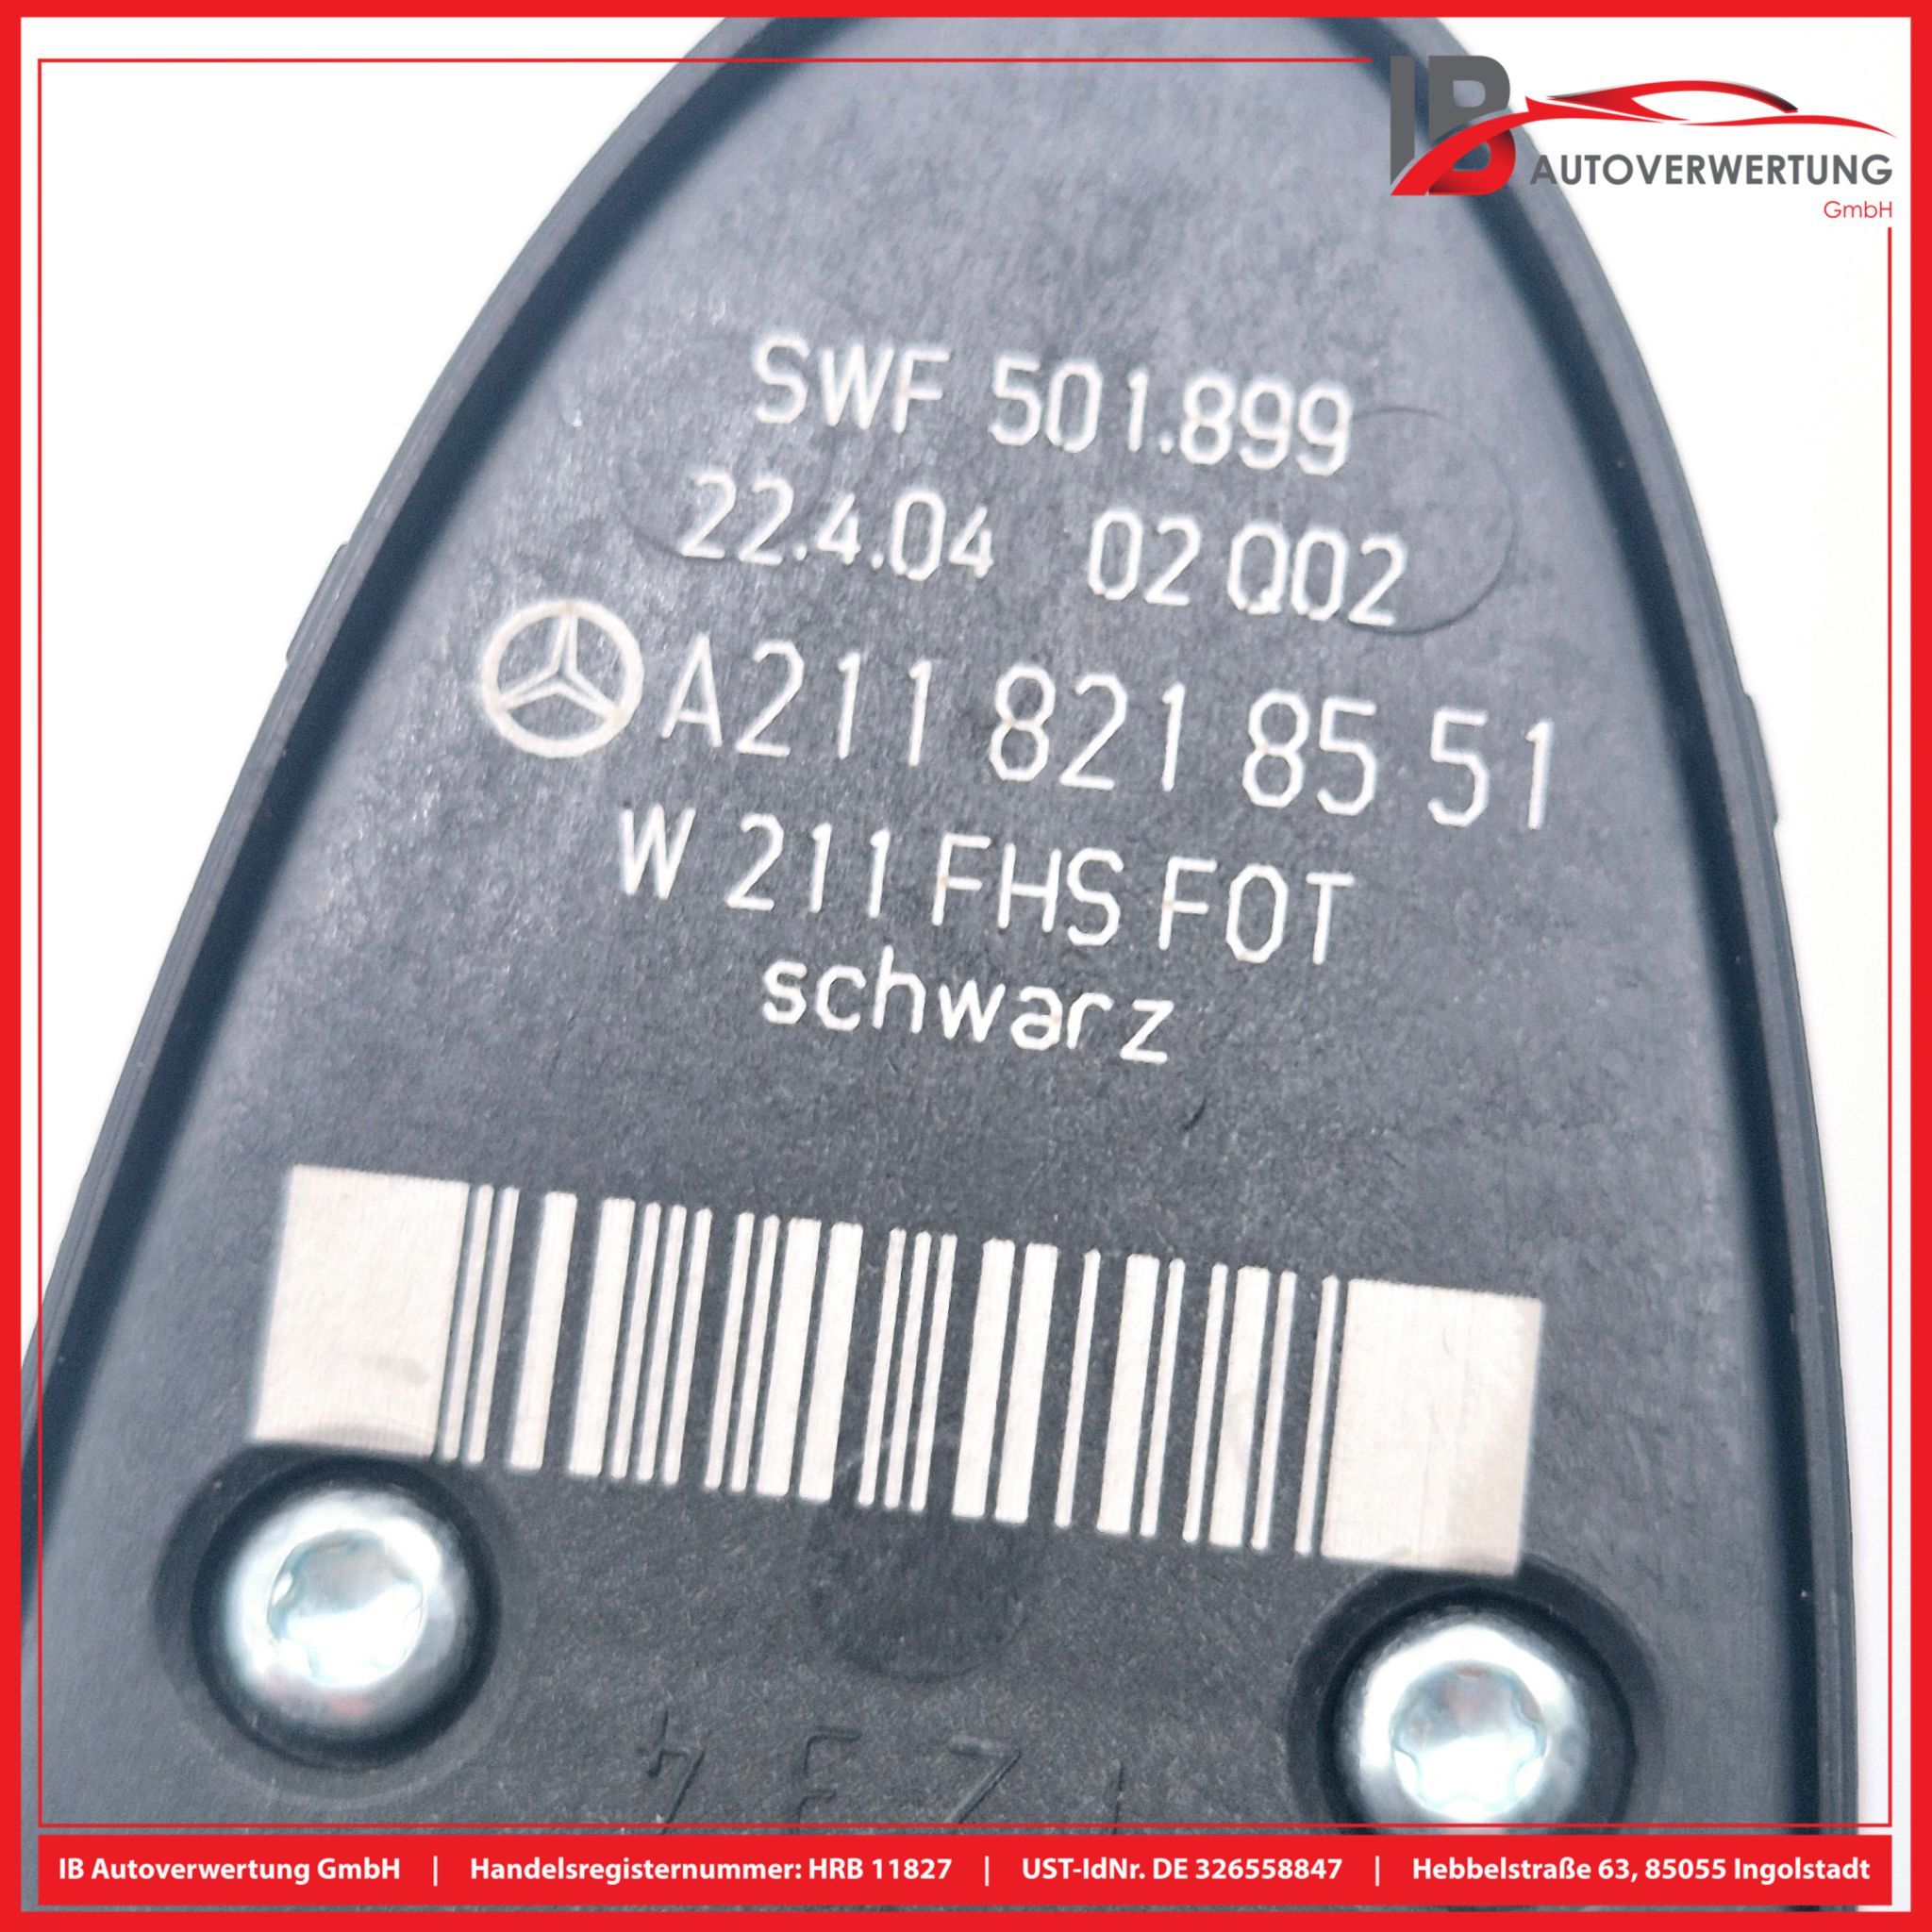 IB
AUTOVERWERTUNG
GmbH
SWF 501.899
22.4.04 02 Q02
A211 821 85 51
W 211 FHS FOT
schwarz
IB Autoverwertung GmbH | Handelsregisternummer: HRB 11827 | UST-IdNr. DE 326558847 | Hebbelstraße 63, 85055 Ingolstadt